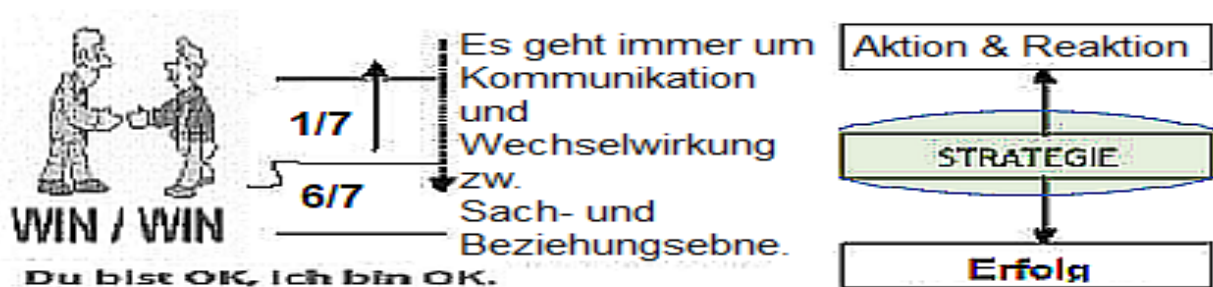 WIN / WIN
Du bist OK, ich bin OK.
1/7
6/7
Es geht immer um
Kommunikation
und
Wechselwirkung
zw.
Sach- und
Beziehungsebne.
Aktion & Reaktion
STRATEGIE
Erfolg